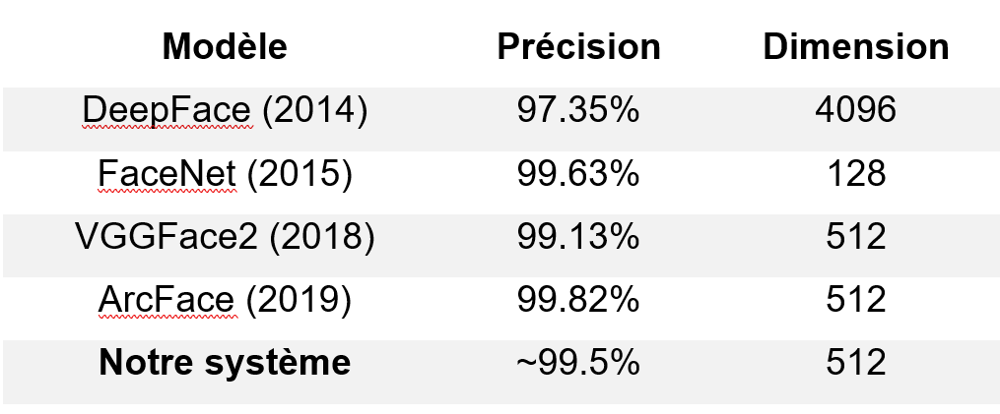 Modèle Précision Dimension
DeepFace (2014) 97.35% 4096
FaceNet (2015) 99.63% 128
VGGFace2 (2018) 99.13% 512
ArcFace (2019) 99.82% 512
Notre système ~99.5% 512